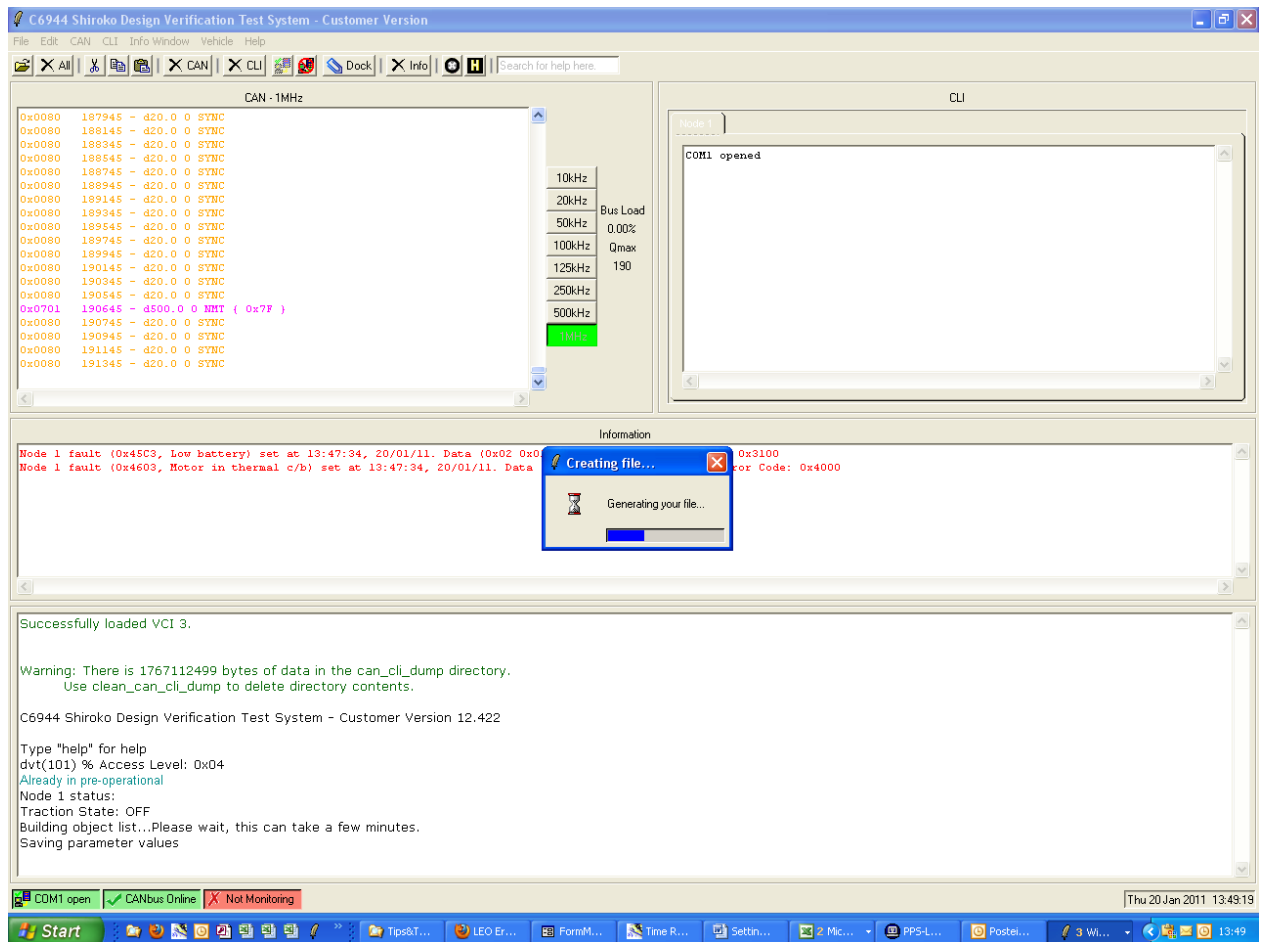 C6944 Shiroko Design Verification Test System - Customer Version
File Edit CAN CLI Info Window Vehicle Help
All CAN CLI Dock Info H Search for help here.
CAN - 1MHz
0x0080 187945 - d20.0 0 SYNC
0x0080 188145 - d20.0 0 SYNC
0x0080 188345 - d20.0 0 SYNC
0x0080 188545 - d20.0 0 SYNC
0x0080 188745 - d20.0 0 SYNC
0x0080 188945 - d20.0 0 SYNC
0x0080 189145 - d20.0 0 SYNC
0x0080 189345 - d20.0 0 SYNC
0x0080 189545 - d20.0 0 SYNC
0x0080 189745 - d20.0 0 SYNC
0x0080 189945 - d20.0 0 SYNC
0x0080 190145 - d20.0 0 SYNC
0x0080 190345 - d20.0 0 SYNC
0x0080 190545 - d20.0 0 SYNC
0x0701 190645 - d500.0 0 NMT { 0x7F }
0x0080 190745 - d20.0 0 SYNC
0x0080 190945 - d20.0 0 SYNC
0x0080 191145 - d20.0 0 SYNC
0x0080 191345 - d20.0 0 SYNC
10kHz
20kHz
50kHz
100kHz
125kHz
250kHz
500kHz
1MHz
Bus Load
0.00%
Qmax
190
CLI
Node 1
COM1 opened
Information
Node 1 fault (0x45C3, Low battery) set at 13:47:34, 20/01/11. Data (0x02 0x0 0x3100
Node 1 fault (0x4603, Motor in thermal c/b) set at 13:47:34, 20/01/11. Data ror Code: 0x4000
Creating file...
Generating your file...
Successfully loaded VCI 3.
Warning: There is 1767112499 bytes of data in the can_cli_dump directory.
Use clean_can_cli_dump to delete directory contents.
C6944 Shiroko Design Verification Test System - Customer Version 12.422
Type "help" for help
dvt(101) % Access Level: 0x04
Already in pre-operational
Node 1 status:
Traction State: OFF
Building object list...Please wait, this can take a few minutes.
Saving parameter values
COM1 open CANbus Online Not Monitoring
Thu 20 Jan 2011 13:49:19
Start Tips&T... LEO Er... FormM... Time R... Settin... 2 Mic... PPS-L... Postei... 3 Wi... 13:49